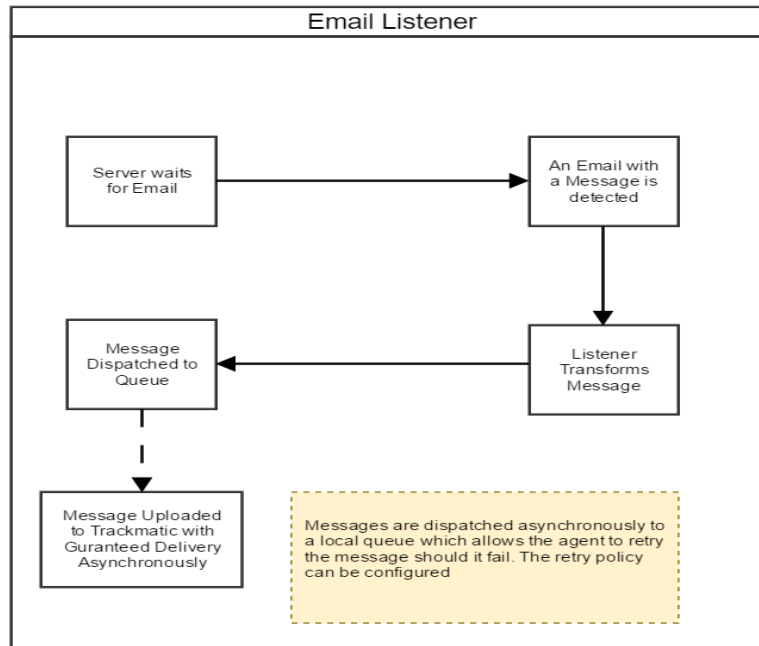 Email Listener
Server waits
for Email
An Email with
a Message is
detected
Message
Dispatched to
Queue
Listener
Transforms
Message
Message Uploaded
to Trackmatic with
Guranteed Delivery
Asynchronously
Messages are dispatched asynchronously to
a local queue which allows the agent to retry
the message should it fail. The retry policy
can be configured